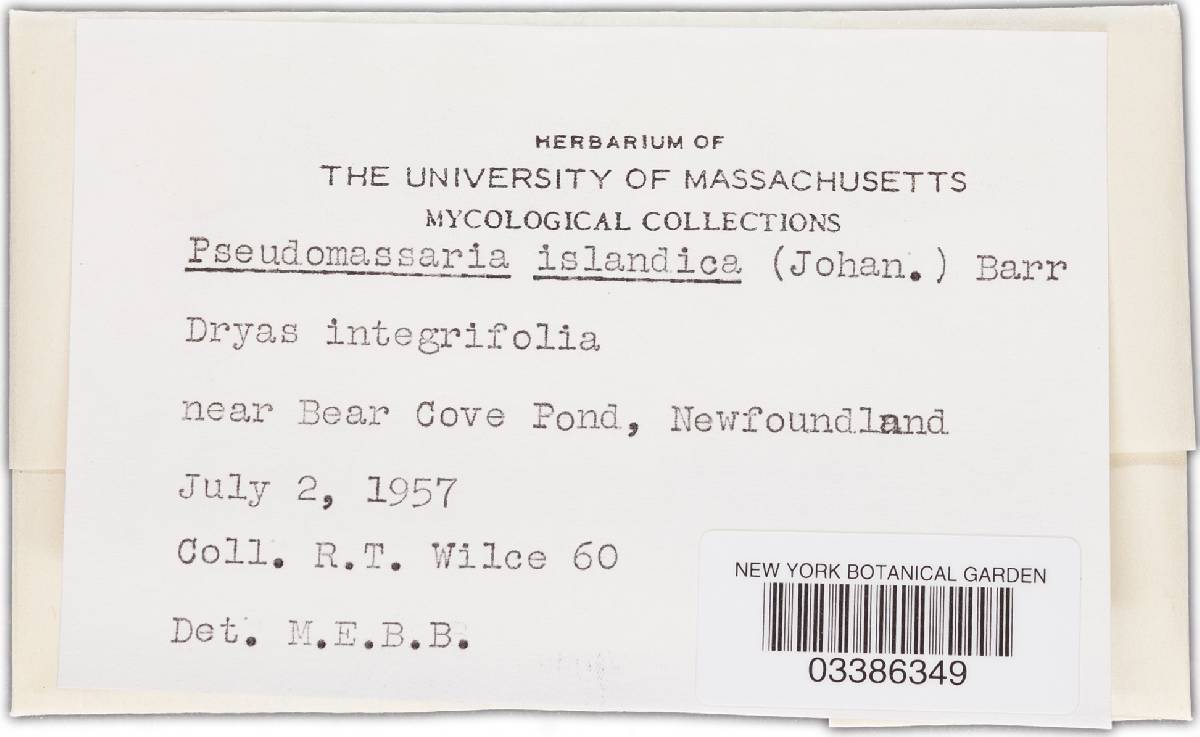 HERBARIUM OF
THE UNIVERSITY OF MASSACHUSETTS
MYCOLOGICAL COLLECTIONS
Pseudomassaria islandica (Johan.) Barr
Dryas integrifolia
near Bear Cove Pond, Newfoundland
July 2, 1957
Coll. R.T. Wilce 60
Det. M.E.B.B.
NEW YORK BOTANICAL GARDEN
03386349